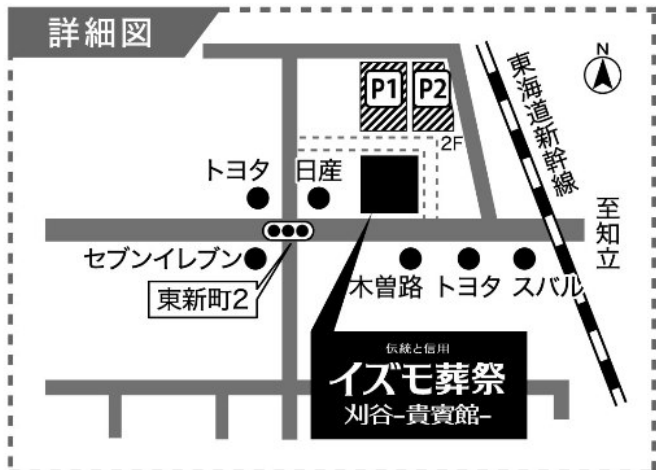 詳細図
N
P1
P2
2F
東海道新幹線
トヨタ
日産
至知立
セブンイレブン
東新町2
木曽路
トヨタ
スバル
伝統と信用
イズモ葬祭
刈谷-貴賓館-